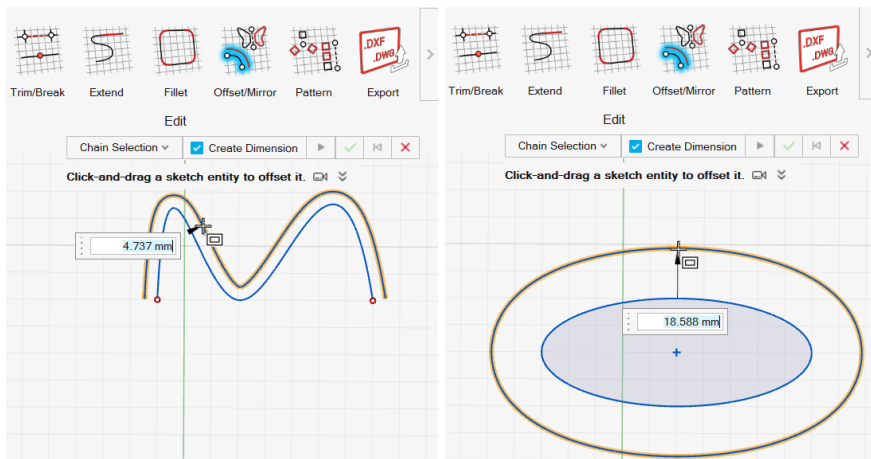 .DXF
.DWG
Trim/Break Extend Fillet Offset/Mirror Pattern Export
Edit
Chain Selection Create Dimension
Click-and-drag a sketch entity to offset it.
4.737 mm
.DXF
.DWG
Trim/Break Extend Fillet Offset/Mirror Pattern Export
Edit
Chain Selection Create Dimension
Click-and-drag a sketch entity to offset it.
18.588 mm